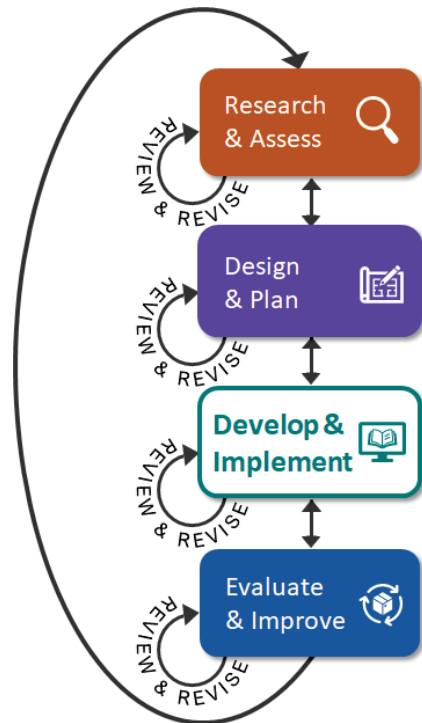 Research
& Assess
REVIEW & REVISE
Design
& Plan
REVIEW & REVISE
Develop &
Implement
REVIEW & REVISE
Evaluate
& Improve
REVIEW & REVISE